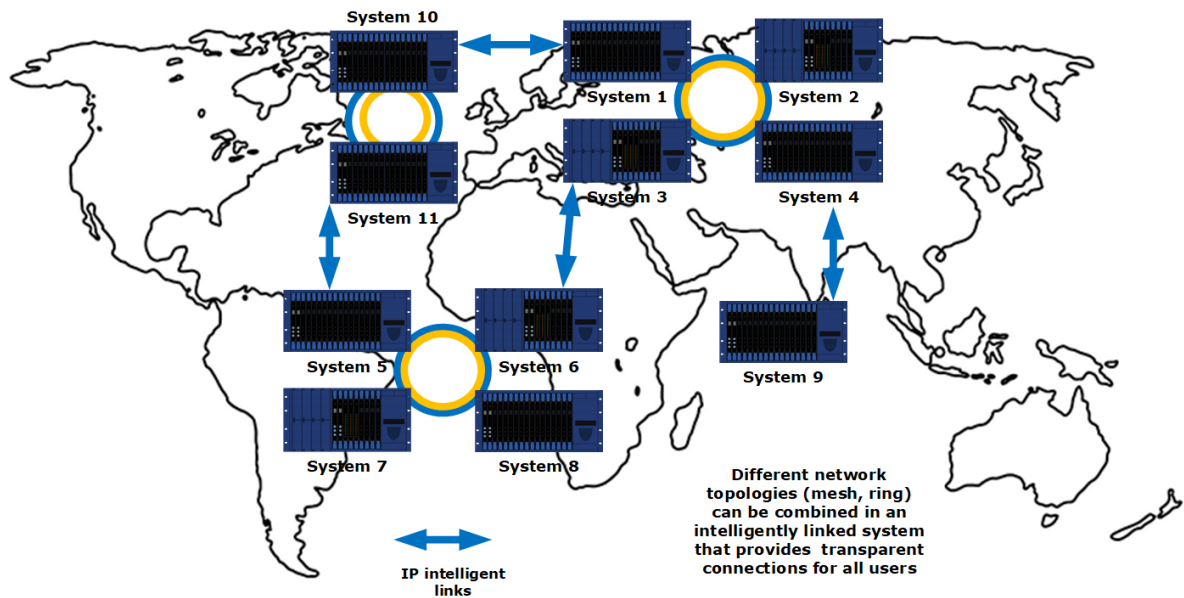 System 10
System 1
System 2
System 3
System 4
System 11
System 5
System 6
System 9
System 7
System 8
Different network
topologies (mesh, ring)
can be combined in an
intelligently linked system
that provides  transparent
connections for all users
IP intelligent
links